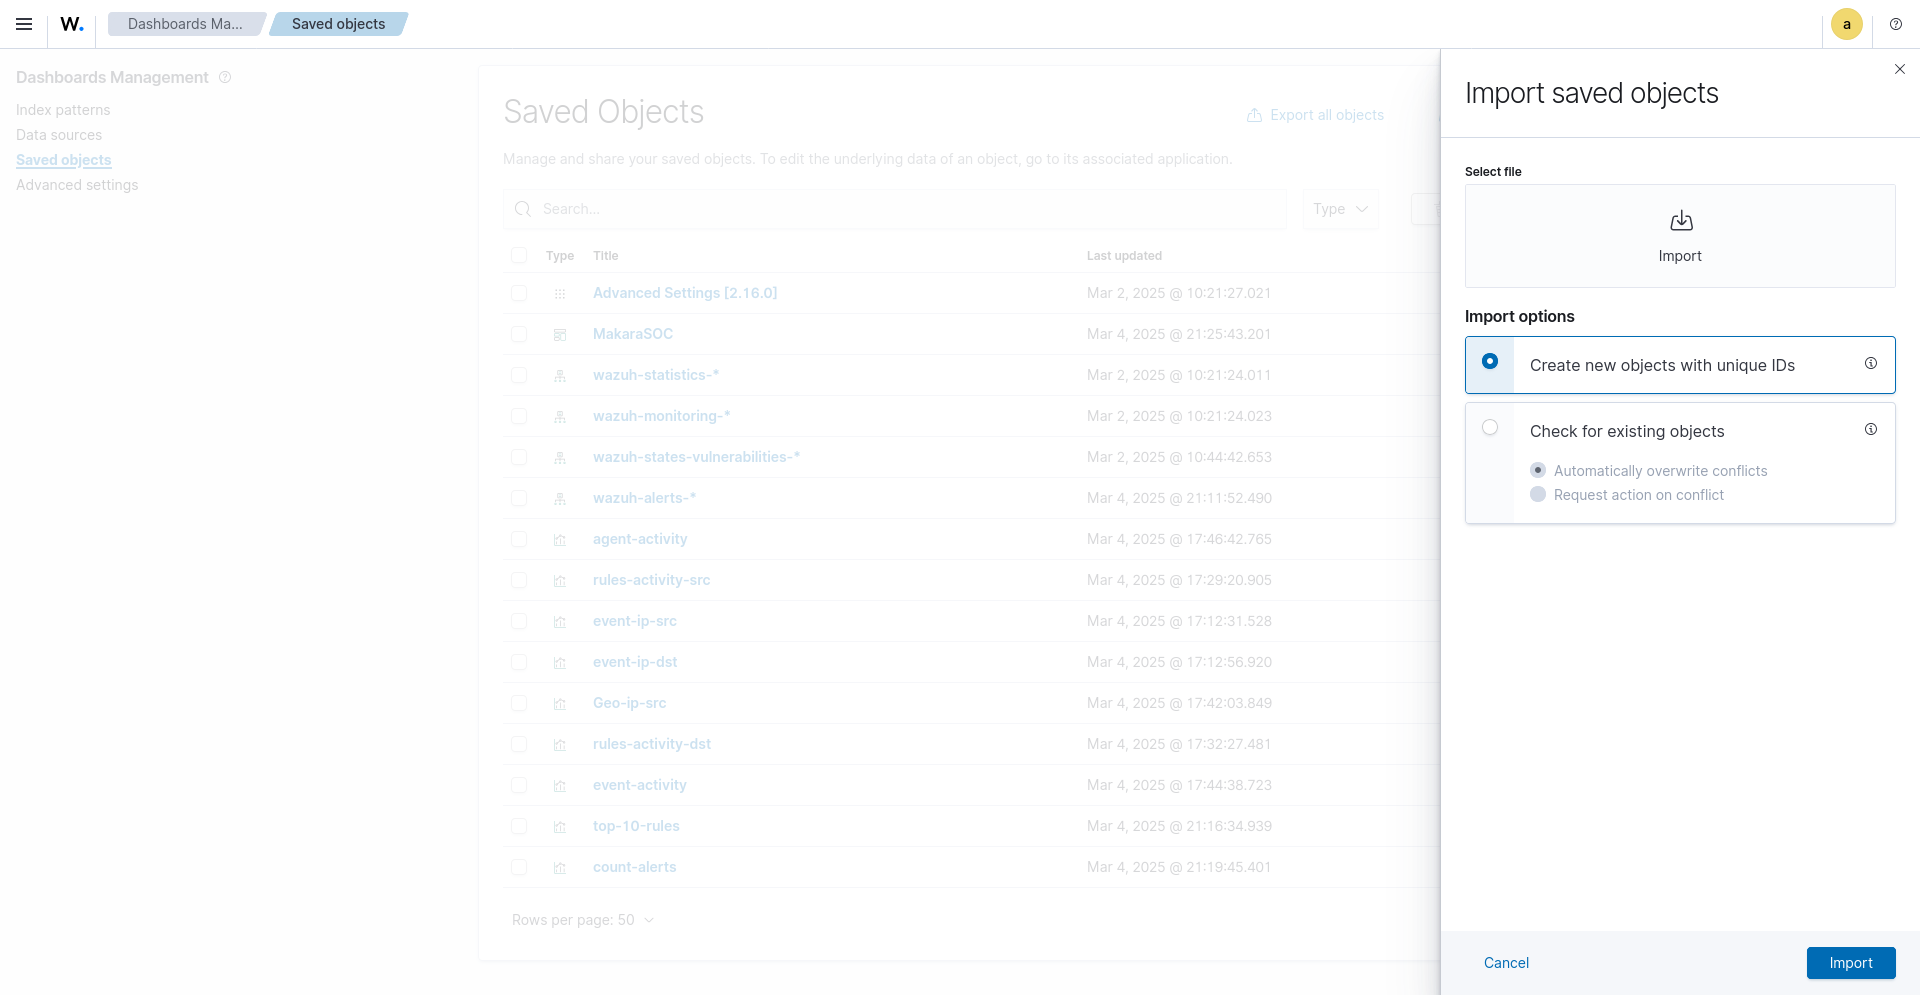 W.
Dashboards Ma...
Saved objects
a
Dashboards Management
Index patterns
Data sources
Saved objects
Advanced settings
Saved Objects
Export all objects
Manage and share your saved objects. To edit the underlying data of an object, go to its associated application.
Search...
Type
Type Title Last updated
Advanced Settings [2.16.0] Mar 2, 2025 @ 10:21:27.021
MakaraSOC Mar 4, 2025 @ 21:25:43.201
wazuh-statistics-* Mar 2, 2025 @ 10:21:24.011
wazuh-monitoring-* Mar 2, 2025 @ 10:21:24.023
wazuh-states-vulnerabilities-* Mar 2, 2025 @ 10:44:42.653
wazuh-alerts-* Mar 4, 2025 @ 21:11:52.490
agent-activity Mar 4, 2025 @ 17:46:42.765
rules-activity-src Mar 4, 2025 @ 17:29:20.905
event-ip-src Mar 4, 2025 @ 17:12:31.528
event-ip-dst Mar 4, 2025 @ 17:12:56.920
Geo-ip-src Mar 4, 2025 @ 17:42:03.849
rules-activity-dst Mar 4, 2025 @ 17:32:27.481
event-activity Mar 4, 2025 @ 17:44:38.723
top-10-rules Mar 4, 2025 @ 21:16:34.939
count-alerts Mar 4, 2025 @ 21:19:45.401
Rows per page: 50
Import saved objects
Select file
Import
Import options
Create new objects with unique IDs
Check for existing objects
Automatically overwrite conflicts
Request action on conflict
Cancel
Import